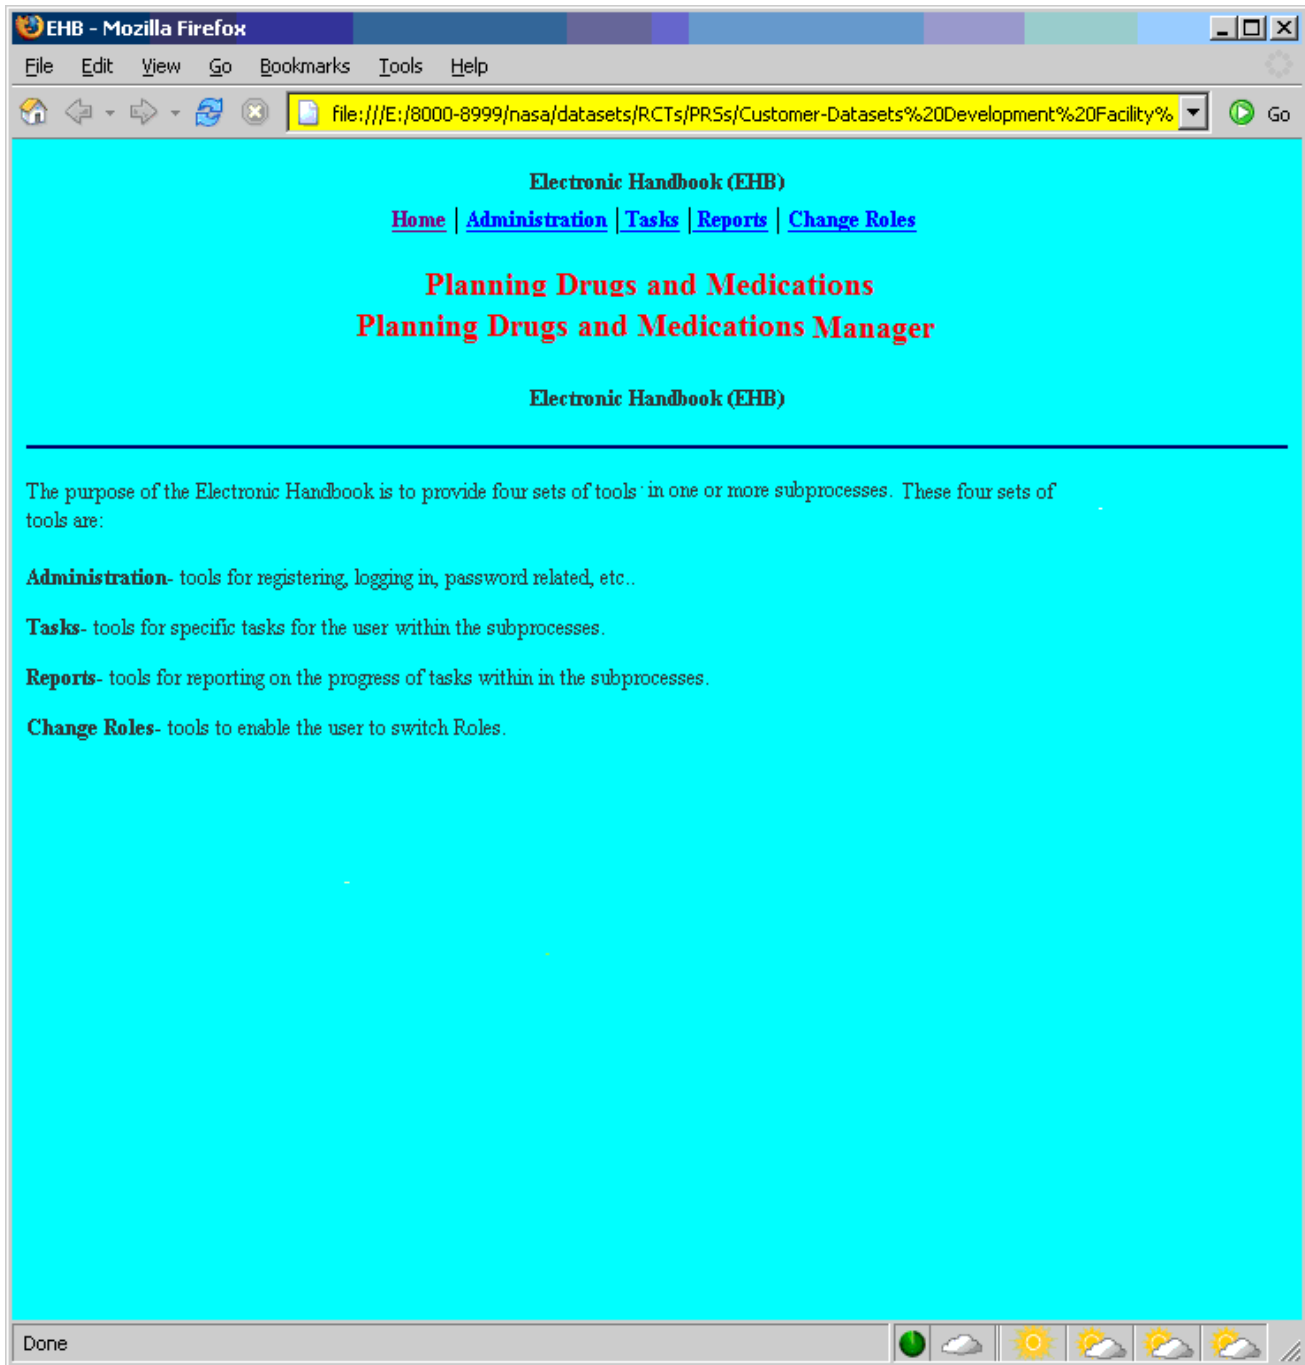 EHB - Mozilla Firefox
File Edit View Go Bookmarks Tools Help
file:///E:/8000-8999/nasa/datasets/RCTs/PRSs/Customer-Datasets%20Development%20Facility% Go
Electronic Handbook (EHB)
Home | Administration | Tasks | Reports | Change Roles
Planning Drugs and Medications
Planning Drugs and Medications Manager
Electronic Handbook (EHB)
The purpose of the Electronic Handbook is to provide four sets of tools in one or more subprocesses. These four sets of
tools are:
Administration- tools for registering, logging in, password related, etc..
Tasks- tools for specific tasks for the user within the subprocesses.
Reports- tools for reporting on the progress of tasks within in the subprocesses.
Change Roles- tools to enable the user to switch Roles.
Done